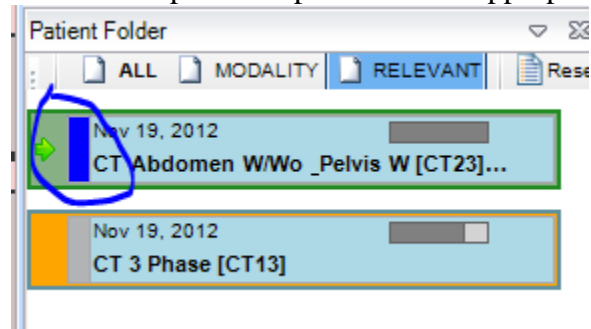 Patient Folder
ALL MODALITY RELEVANT Rese
Nov 19, 2012
CT Abdomen W/Wo _Pelvis W [CT23]...
Nov 19, 2012
CT 3 Phase [CT13]